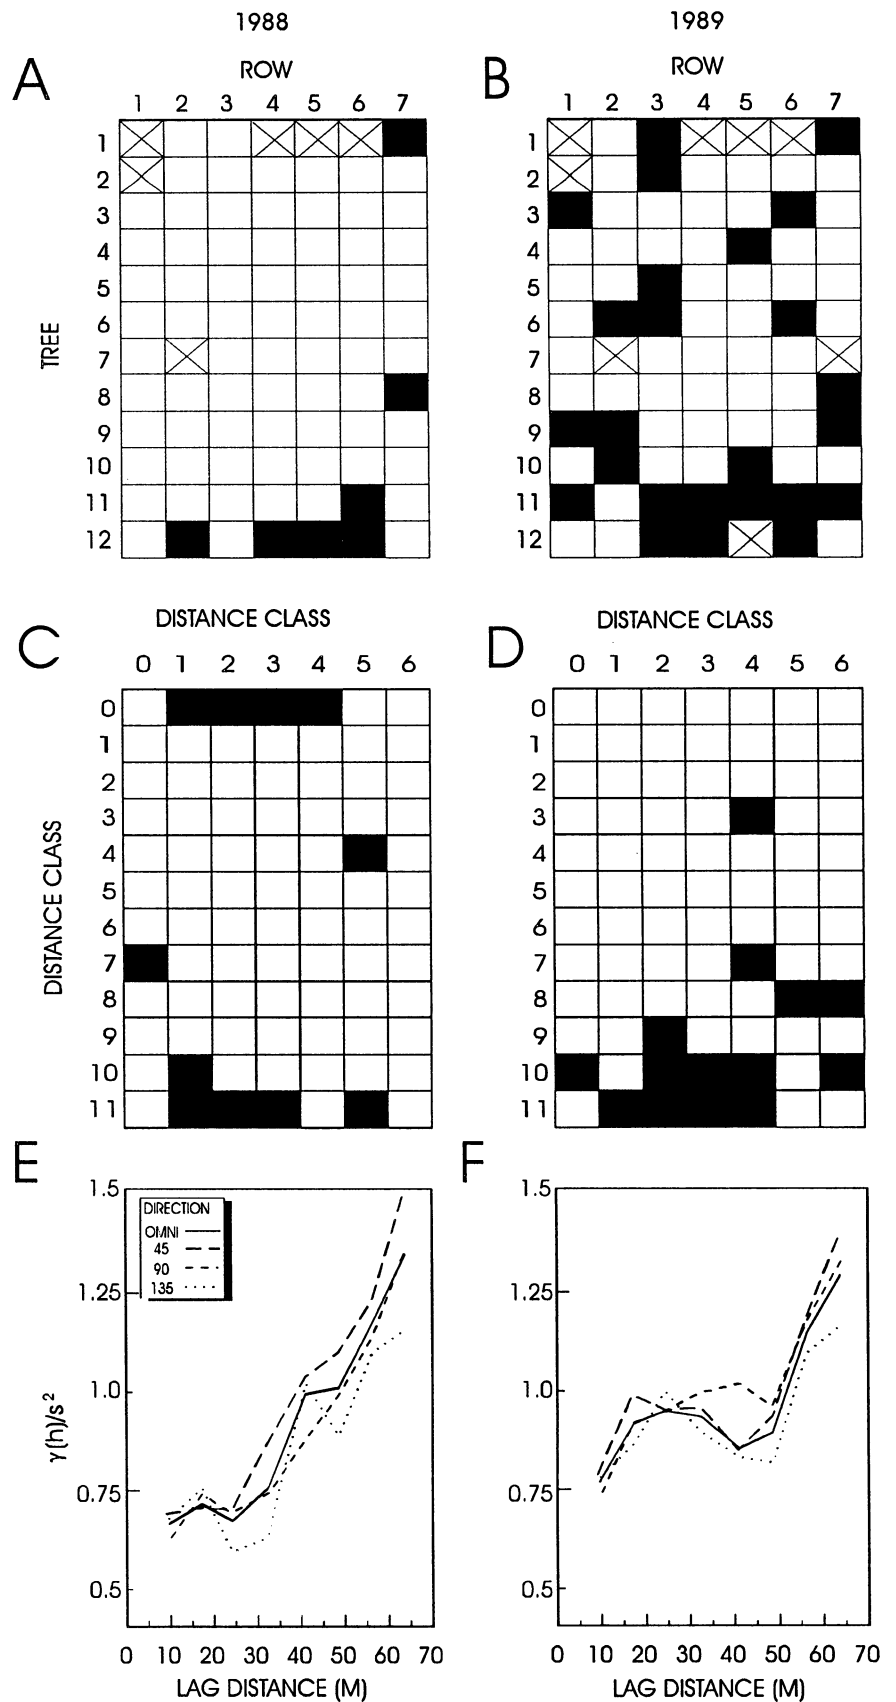 1988
1989
A
ROW
1 2 3 4 5 6 7
TREE
1
2
3
4
5
6
7
8
9
10
11
12
B
ROW
1 2 3 4 5 6 7
1
2
3
4
5
6
7
8
9
10
11
12
C
DISTANCE CLASS
0 1 2 3 4 5 6
DISTANCE CLASS
0
1
2
3
4
5
6
7
8
9
10
11
D
DISTANCE CLASS
0 1 2 3 4 5 6
0
1
2
3
4
5
6
7
8
9
10
11
E
1.5
1.25
1.0
0.75
0.5
γ(h)/s²
DIRECTION
OMNI
45
90
135
0 10 20 30 40 50 60 70
LAG DISTANCE (M)
F
1.5
1.25
1.0
0.75
0.5
0 10 20 30 40 50 60 70
LAG DISTANCE (M)